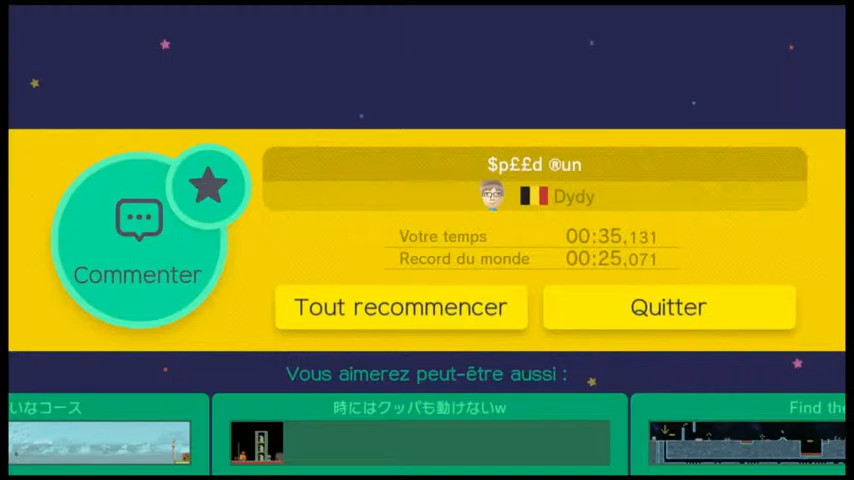 $p££d ®un
Dydy
Commenter
Votre temps 00:35,131
Record du monde 00:25,071
Tout recommencer
Quitter
Vous aimerez peut-être aussi :
いなコース
時にはクッパも動けないw
Find the